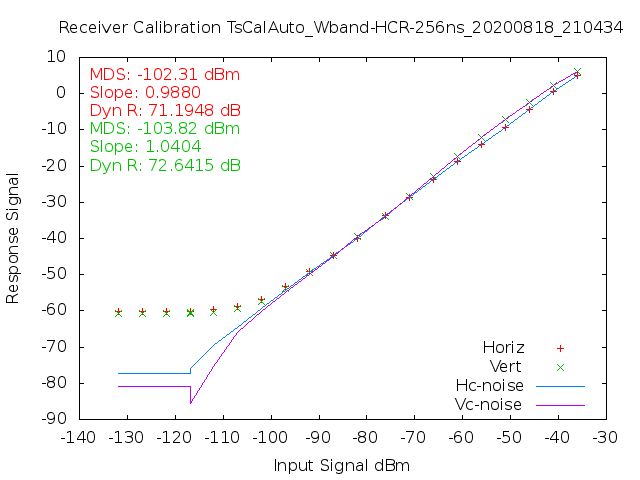 Receiver Calibration TsCalAuto_Wband-HCR-256ns_20200818_210434
MDS: -102.31 dBm
Slope: 0.9880
Dyn R: 71.1948 dB
MDS: -103.82 dBm
Slope: 1.0404
Dyn R: 72.6415 dB
Response Signal
10
0
-10
-20
-30
-40
-50
-60
-70
-80
-90
Horiz
Vert
Hc-noise
Vc-noise
-140 -130 -120 -110 -100 -90 -80 -70 -60 -50 -40 -30
Input Signal dBm